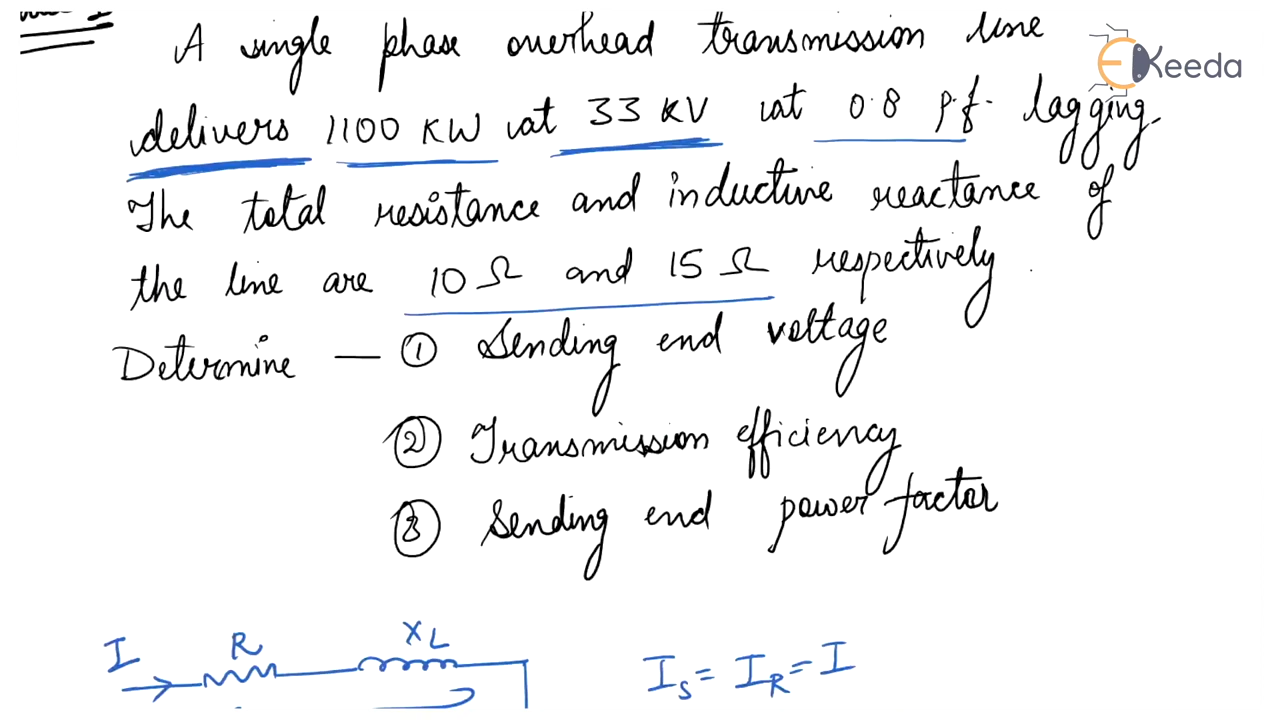 A single phase overhead transmission line
delivers 1100 KW at 33 KV at 0.8 p.f. lagging.
The total resistance and inductive reactance of
the line are 10 Ω and 15 Ω respectively.
Determine — ① Sending end voltage
② Transmission efficiency
③ Sending end power factor
EKeeda
I R XL
IS = IR = I